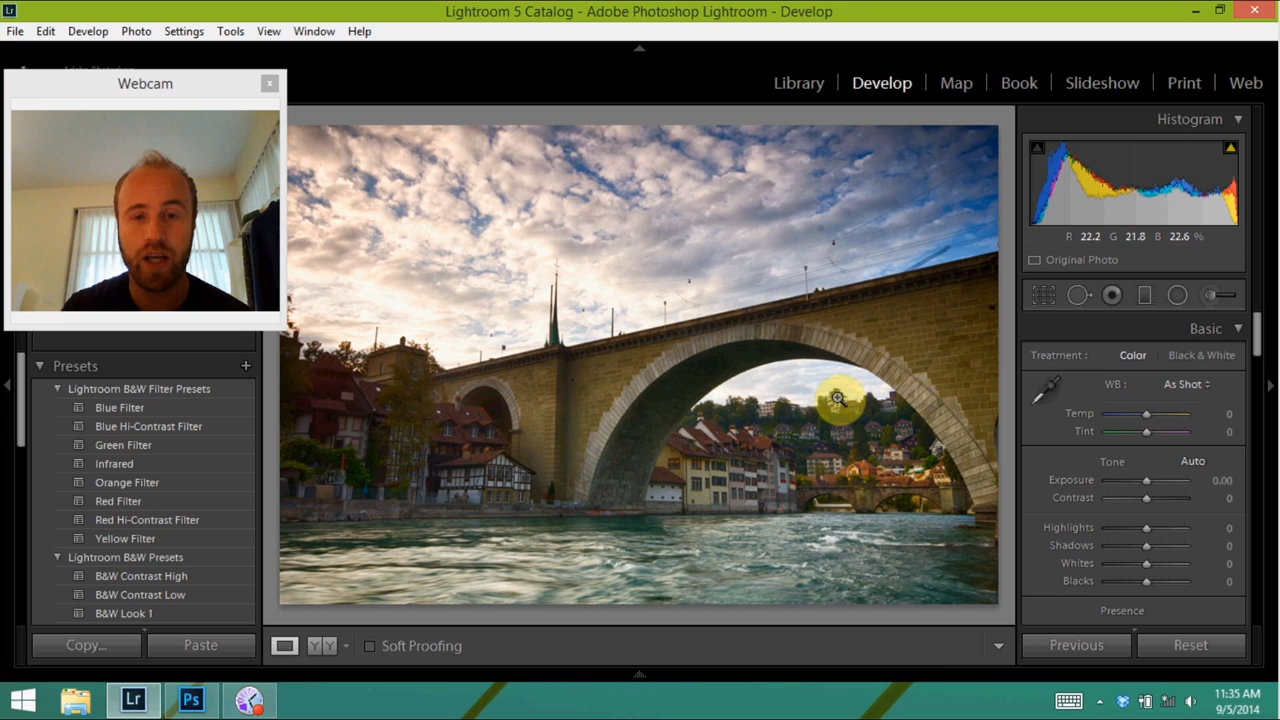 Lr
Lightroom 5 Catalog - Adobe Photoshop Lightroom - Develop
File Edit Develop Photo Settings Tools View Window Help
Webcam
x
Library Develop Map Book Slideshow Print Web
Histogram
R 22.2 G 21.8 B 22.6 %
Original Photo
Basic
Treatment : Color Black & White
WB : As Shot
Temp 0
Tint 0
Tone Auto
Exposure 0.00
Contrast 0
Highlights 0
Shadows 0
Whites 0
Blacks 0
Presence
Previous Reset
Presets +
Lightroom B&W Filter Presets
Blue Filter
Blue Hi-Contrast Filter
Green Filter
Infrared
Orange Filter
Red Filter
Red Hi-Contrast Filter
Yellow Filter
Lightroom B&W Presets
B&W Contrast High
B&W Contrast Low
B&W Look 1
Copy... Paste
YY
Soft Proofing
Lr Ps
11:35 AM
9/5/2014